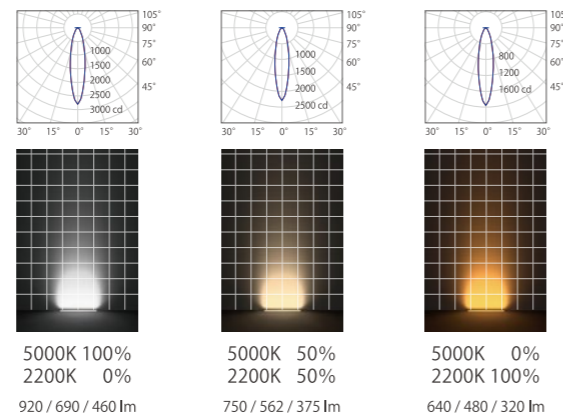 105°
90°
75°
60°
45°
1000
1500
2000
2500
3000 cd
30° 15° 0° 15° 30°
105°
90°
75°
60°
45°
1000
1500
2000
2500 cd
30° 15° 0° 15° 30°
105°
90°
75°
60°
45°
800
1200
1600 cd
30° 15° 0° 15° 30°
5000K 100%
2200K 0%
920 / 690 / 460 lm
5000K 50%
2200K 50%
750 / 562 / 375 lm
5000K 0%
2200K 100%
640 / 480 / 320 lm